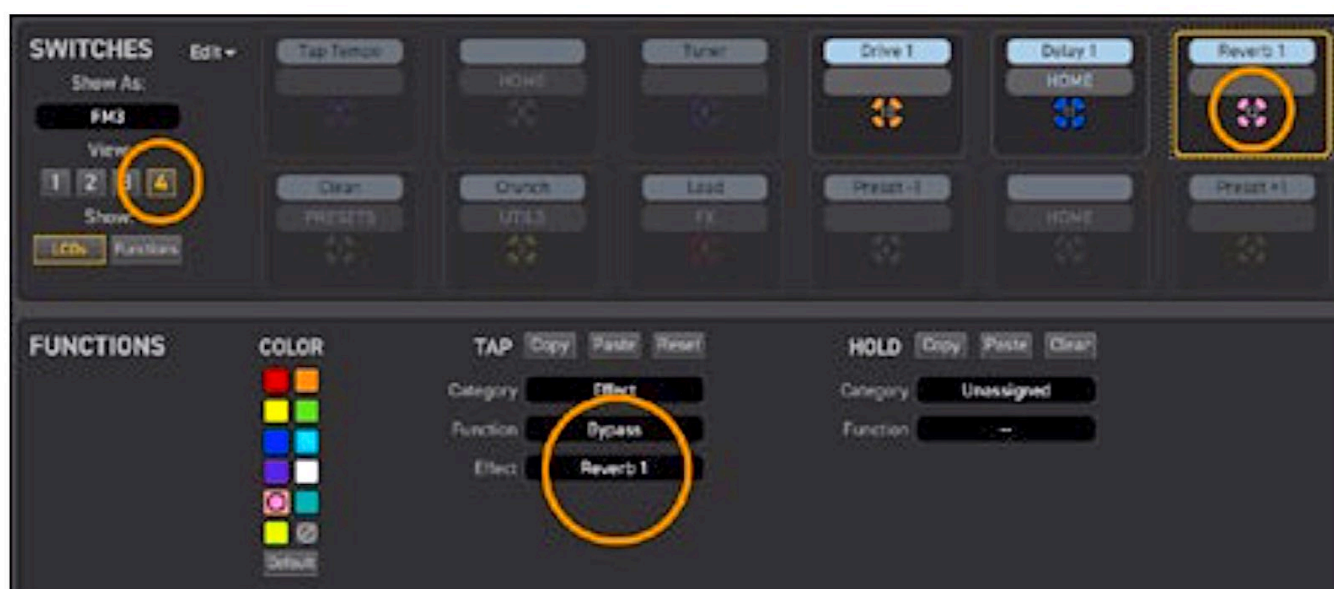 SWITCHES Edit
Show As:
FM3
View:
1 2 3 4
Show:
LCDs Functions
Tap Tempo Tuner Drive 1 Delay 1 Reverb 1
HOME HOME
Clean Crunch Lead Preset -1 Preset +1
PRESETS UTILS FX HOME
FUNCTIONS
COLOR
Default
TAP Copy Paste Reset
Category Effect
Function Bypass
Effect Reverb 1
HOLD Copy Paste Clear
Category Unassigned
Function --